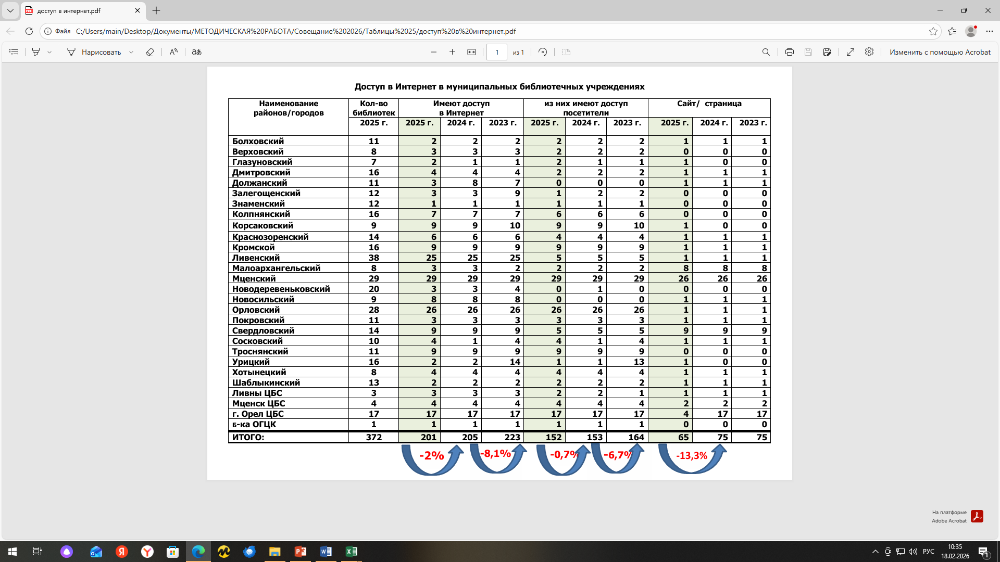 доступ в интернет.pdf
Файл C:/Users/main/Desktop/Документы/МЕТОДИЧЕСКАЯ%20РАБОТА/Совещание%202026/Таблицы%2025/доступ%20в%20интернет.pdf
Нарисовать 1 из 1 Изменить с помощью Acrobat
Доступ в Интернет в муниципальных библиотечных учреждениях
Наименование районов/городов Кол-во библиотек Имеют доступ в Интернет из них имеют доступ посетители Сайт/ страница
2025 г. 2025 г. 2024 г. 2023 г. 2025 г. 2024 г. 2023 г. 2025 г. 2024 г. 2023 г.
Болховский 11 2 2 2 2 2 2 1 1 1
Верховский 8 3 3 3 2 2 2 0 0 0
Глазуновский 7 2 1 1 2 1 1 1 0 0
Дмитровский 16 4 4 4 2 2 2 1 1 1
Должанский 11 3 8 7 0 0 0 1 1 1
Залегощенский 12 3 3 9 1 2 2 0 0 0
Знаменский 12 1 1 1 1 1 1 0 0 0
Колпнянский 16 7 7 7 6 6 6 0 0 0
Корсаковский 9 9 9 10 9 9 10 1 0 0
Краснозоренский 14 6 6 6 4 4 4 1 1 1
Кромской 16 9 9 9 9 9 9 1 1 1
Ливенский 38 25 25 25 5 5 5 1 1 1
Малоархангельский 8 3 3 2 2 2 2 8 8 8
Мценский 29 29 29 29 29 29 29 26 26 26
Новодеревеньковский 20 3 3 4 0 1 0 0 0 0
Новосильский 9 8 8 8 0 0 0 1 1 1
Орловский 28 26 26 26 26 26 26 1 1 1
Покровский 11 3 3 3 3 3 3 1 1 1
Свердловский 14 9 9 9 5 5 5 9 9 9
Сосковский 10 4 1 4 4 1 4 1 1 1
Троснянский 11 9 9 9 9 9 9 0 0 0
Урицкий 16 2 2 14 1 1 13 1 0 0
Хотынецкий 8 4 4 4 4 4 4 1 1 1
Шаблыкинский 13 2 2 2 2 2 2 1 1 1
Ливны ЦБС 3 3 3 3 2 2 1 1 1 1
Мценск ЦБС 4 4 4 4 4 4 4 2 2 2
г. Орел ЦБС 17 17 17 17 17 17 17 4 17 17
Б-ка ОГЦК 1 1 1 1 1 1 1 0 0 0
ИТОГО: 372 201 205 223 152 153 164 65 75 75
-2% -8,1% -0,7% -6,7% -13,3%
На платформе
Adobe Acrobat
РУС 10:35
18.02.2026 1